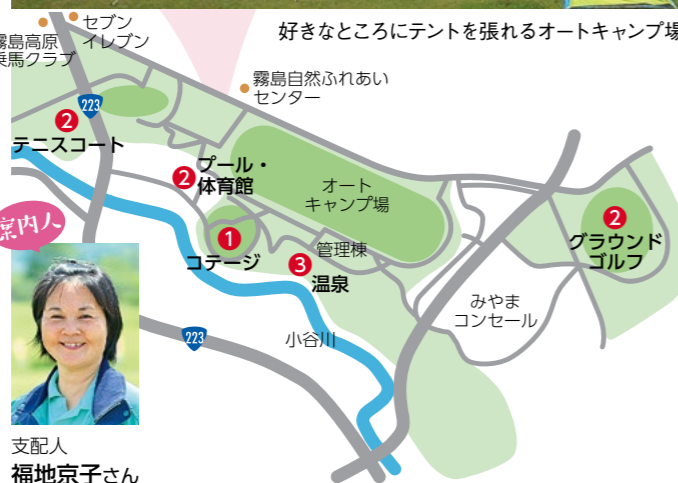 好きなところにテントを張れるオートキャンプ場
セブン
イレブン
霧島高原
乗馬クラブ
霧島自然ふれあい
センター
223
2
テニスコート
2
プール・
体育館
オート
キャンプ場
1
コテージ
管理棟
3
温泉
2
グラウンド
ゴルフ
みやま
コンセール
小谷川
223
案内人
支配人
福地京子さん